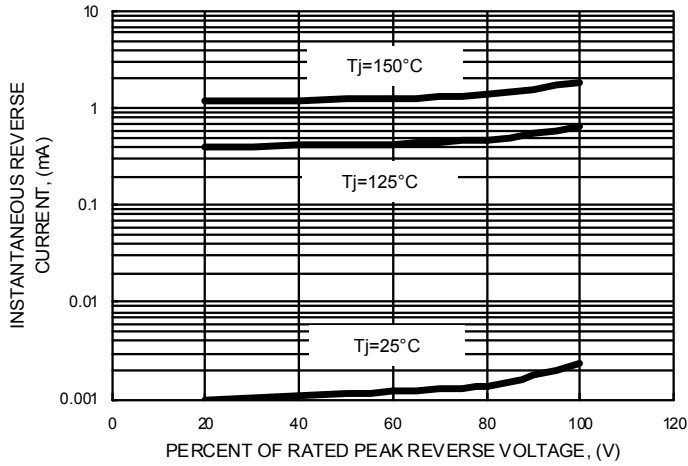 10
1
0.1
0.01
0.001
INSTANTANEOUS REVERSE
CURRENT, (mA)
Tj=150°C
Tj=125°C
Tj=25°C
0 20 40 60 80 100 120
PERCENT OF RATED PEAK REVERSE VOLTAGE, (V)